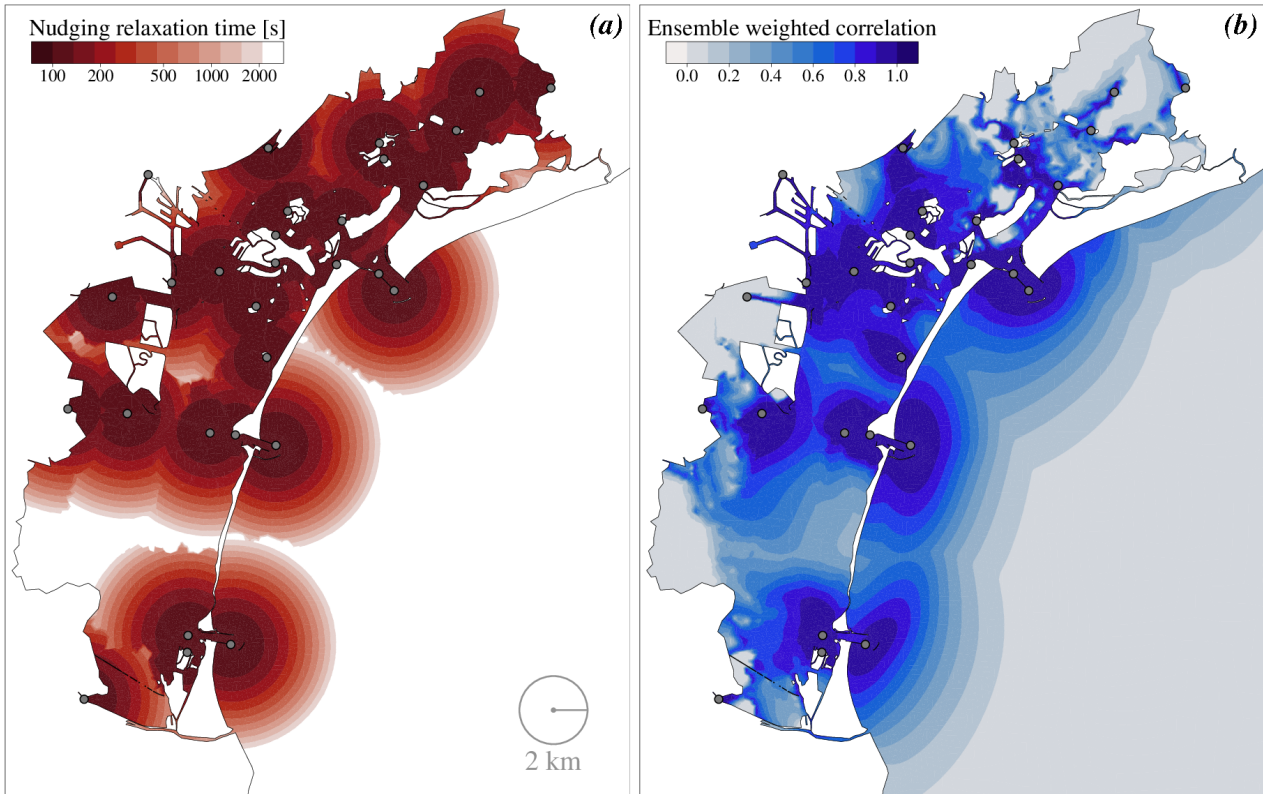 Nudging relaxation time [s]
100 200 500 1000 2000
(a)
2 km
Ensemble weighted correlation
0.0 0.2 0.4 0.6 0.8 1.0
(b)